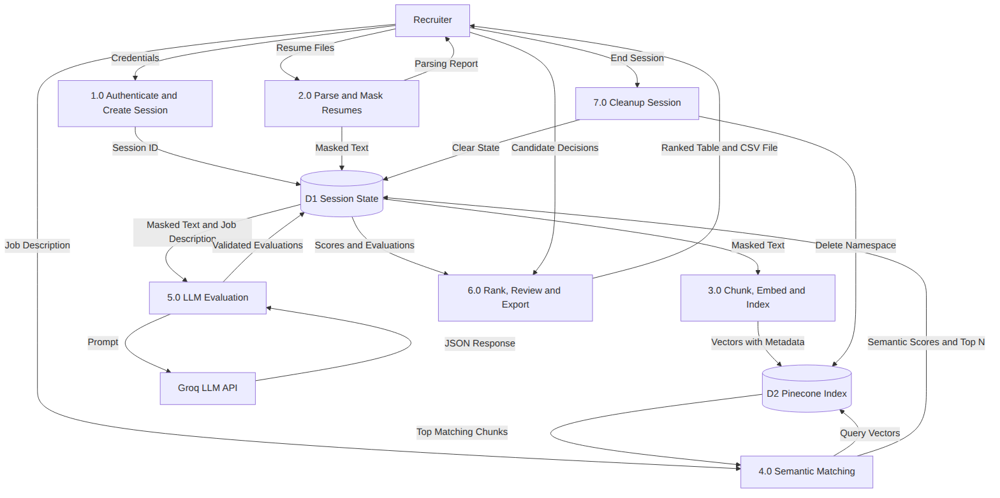 Recruiter
Credentials
Resume Files
Parsing Report
End Session
1.0 Authenticate and
Create Session
2.0 Parse and Mask
Resumes
7.0 Cleanup Session
Session ID
Masked Text
Clear State
Candidate Decisions
Ranked Table and CSV File
D1 Session State
Masked Text and Job
Description
Job Description
Validated Evaluations
Scores and Evaluations
Masked Text
Delete Namespace
5.0 LLM Evaluation
6.0 Rank, Review and
Export
3.0 Chunk, Embed and
Index
Prompt
JSON Response
Vectors with Metadata
Semantic Scores and Top N
Groq LLM API
D2 Pinecone Index
Top Matching Chunks
Query Vectors
4.0 Semantic Matching